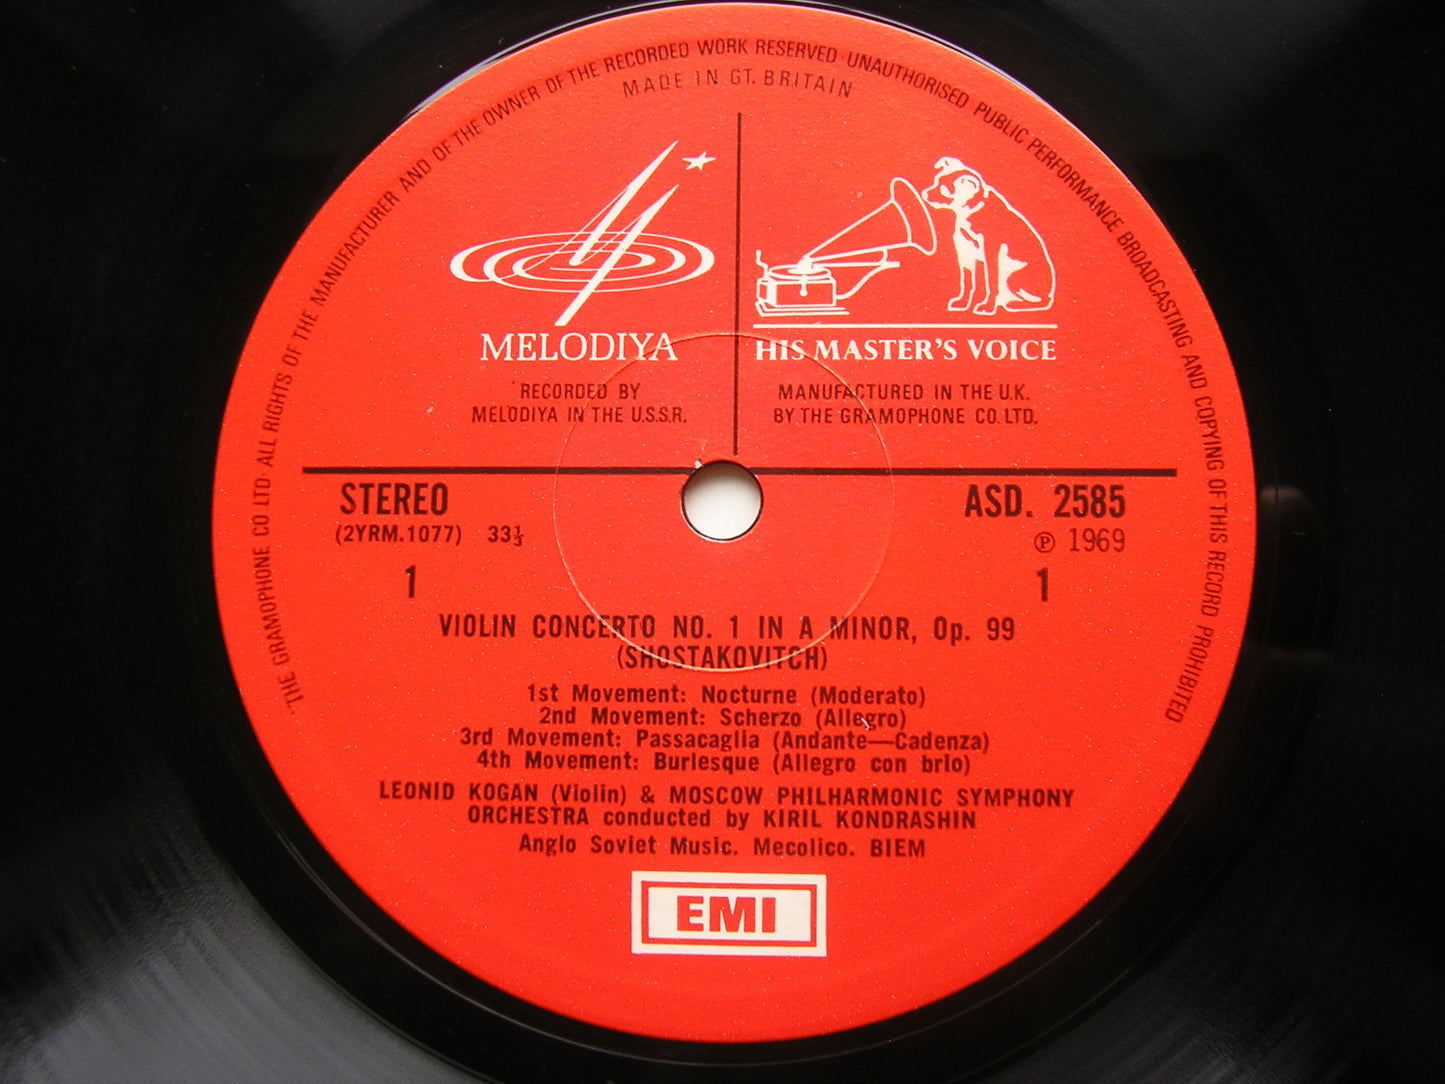 THE GRAMOPHONE CO LTD · ALL RIGHTS OF THE MANUFACTURER AND OF THE OWNER OF THE RECORDED WORK RESERVED · UNAUTHORISED PUBLIC PERFORMANCE BROADCASTING AND COPYING OF THIS RECORD PROHIBITED
MADE IN GT. BRITAIN
MELODIYA
HIS MASTER'S VOICE
RECORDED BY
MELODIYA IN THE U.S.S.R.
MANUFACTURED IN THE U.K.
BY THE GRAMOPHONE CO. LTD.
STEREO
ASD. 2585
(2YRM.1077) 33⅓
℗ 1969
1
1
VIOLIN CONCERTO NO. 1 IN A MINOR, Op. 99
(SHOSTAKOVITCH)
1st Movement: Nocturne (Moderato)
2nd Movement: Scherzo (Allegro)
3rd Movement: Passacaglia (Andante—Cadenza)
4th Movement: Burlesque (Allegro con brio)
LEONID KOGAN (Violin) & MOSCOW PHILHARMONIC SYMPHONY
ORCHESTRA conducted by KIRIL KONDRASHIN
Anglo Soviet Music. Mecolico. BIEM
EMI